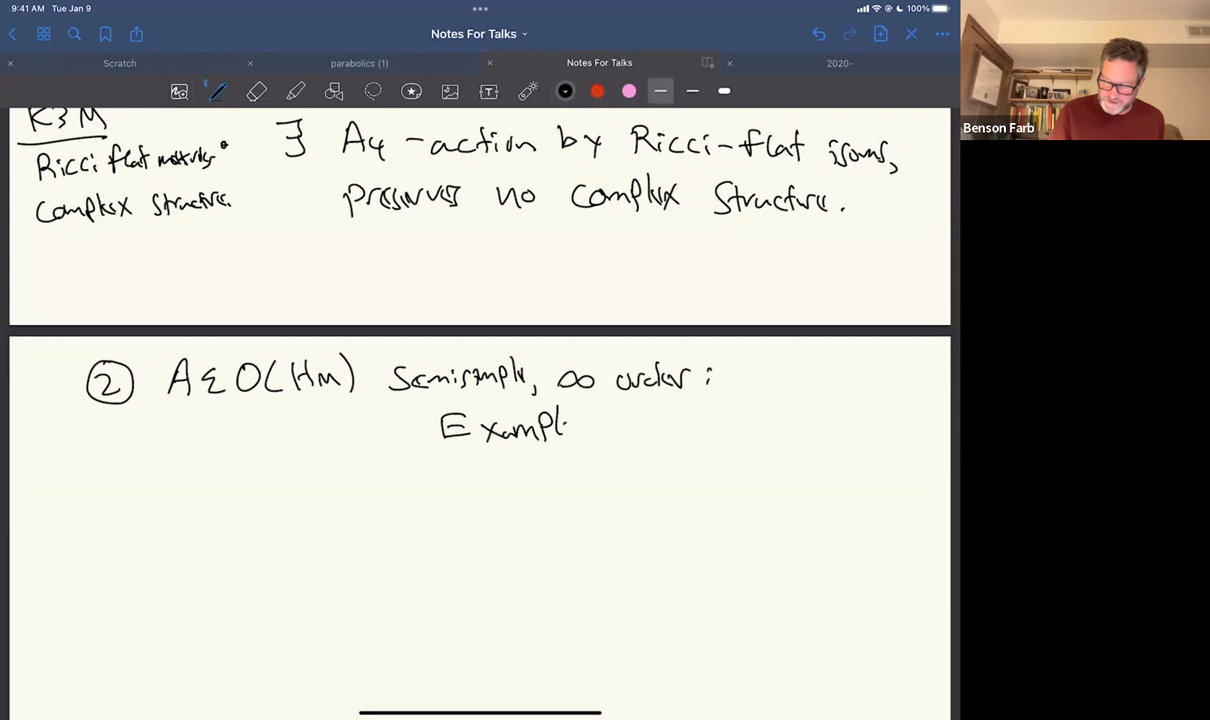 9:41 AM Tue Jan 9
100%
Notes For Talks
Scratch
parabolics (1)
Notes For Talks
2020-
Benson Farb
K3 M
Ricci flat metrics
Complex structure.
∃ A4-action by Ricci-flat isoms,
preserves no complex structure.
② A ∈ O(HM) semisimple, ∞ order :
Exampl